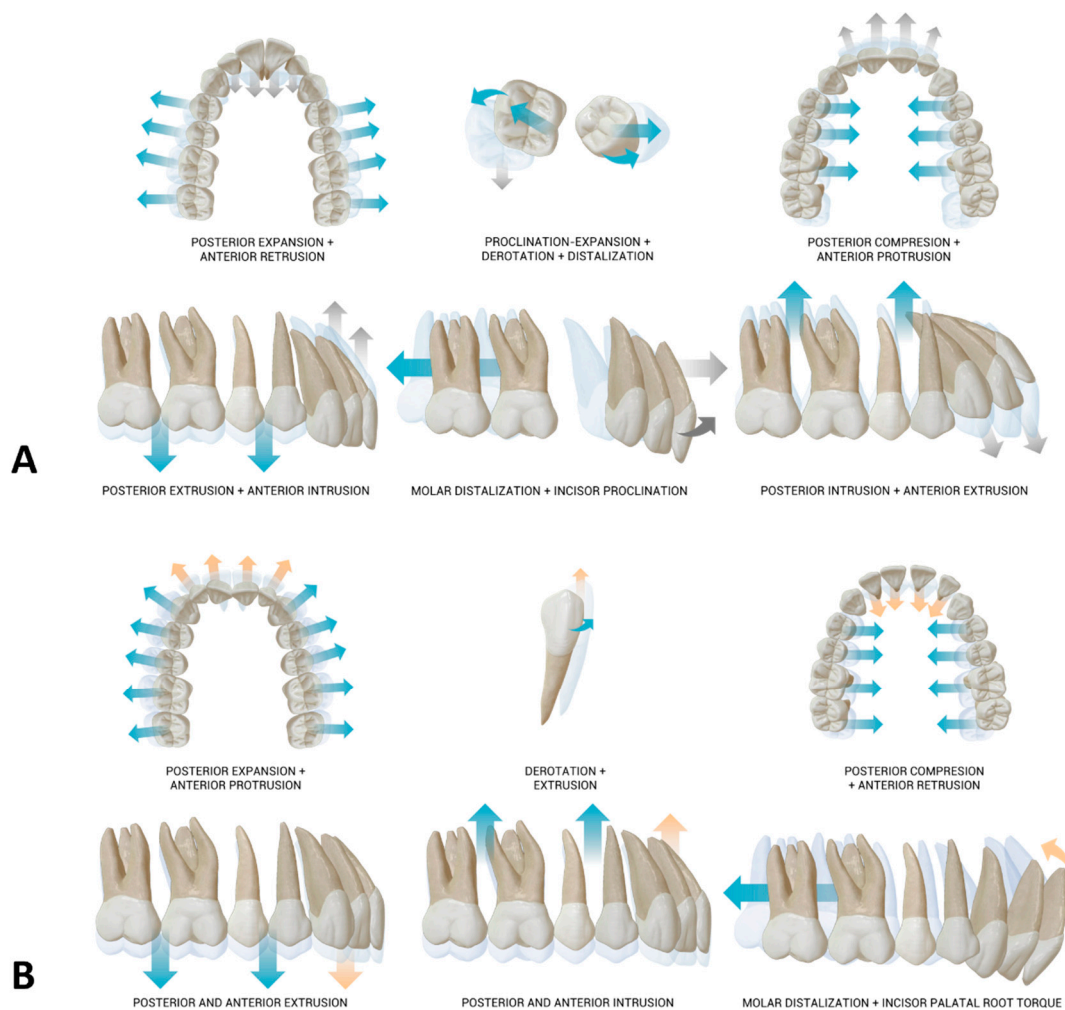 POSTERIOR EXPANSION +
ANTERIOR RETRUSION
PROCLINATION-EXPANSION +
DEROTATION + DISTALIZATION
POSTERIOR COMPRESION +
ANTERIOR PROTRUSION
A
POSTERIOR EXTRUSION + ANTERIOR INTRUSION
MOLAR DISTALIZATION + INCISOR PROCLINATION
POSTERIOR INTRUSION + ANTERIOR EXTRUSION
POSTERIOR EXPANSION +
ANTERIOR PROTRUSION
DEROTATION +
EXTRUSION
POSTERIOR COMPRESION
+ ANTERIOR RETRUSION
B
POSTERIOR AND ANTERIOR EXTRUSION
POSTERIOR AND ANTERIOR INTRUSION
MOLAR DISTALIZATION + INCISOR PALATAL ROOT TORQUE